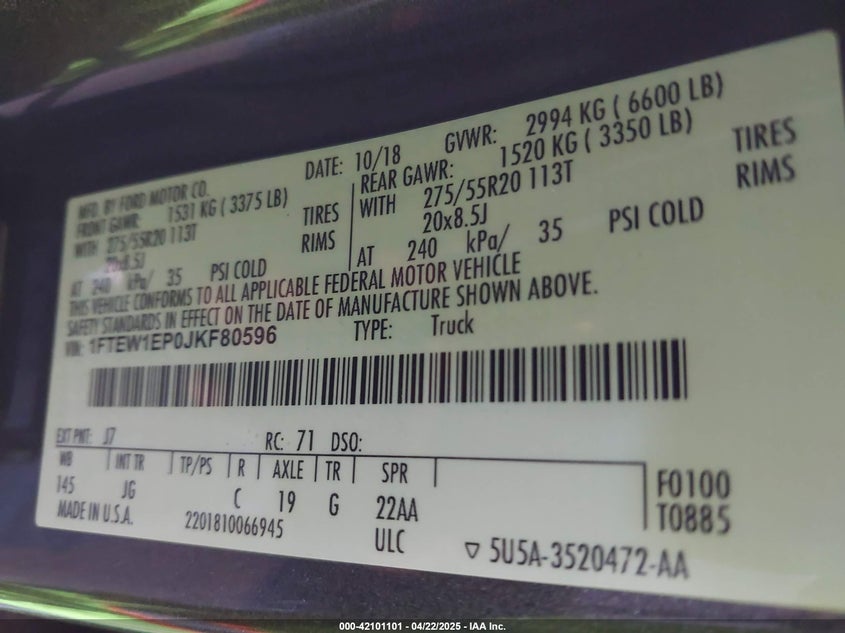 MFD. BY FORD MOTOR CO.
DATE: 10/18
GVWR: 2994 KG ( 6600 LB)
FRONT GAWR: 1531 KG ( 3375 LB)
WITH 275/55R20 113T TIRES
20x8.5J RIMS
AT 240 kPa/ 35 PSI COLD
REAR GAWR: 1520 KG ( 3350 LB)
WITH 275/55R20 113T TIRES
20x8.5J RIMS
AT 240 kPa/ 35 PSI COLD
THIS VEHICLE CONFORMS TO ALL APPLICABLE FEDERAL MOTOR VEHICLE
SAFETY STANDARDS IN EFFECT ON THE DATE OF MANUFACTURE SHOWN ABOVE.
VIN: 1FTEW1EP0JKF80596 TYPE: Truck
EXT PNT: J7 RC: 71 DSO:
WB INT TR TP/PS R AXLE TR SPR
145 JG C 19 G 22AA
F0100
T0885
MADE IN U.S.A. 2201810066945 ULC
▽ 5U5A-3520472-AA
000-42101101 - 04/22/2025 - IAA Inc.